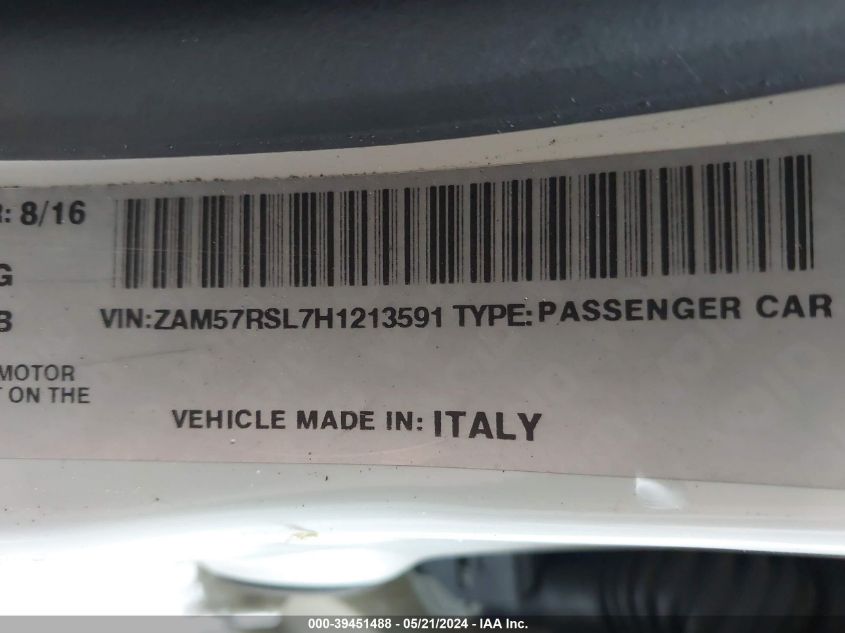 R: 8/16
G
B
VIN:ZAM57RSL7H1213591 TYPE:PASSENGER CAR
MOTOR
ON THE
VEHICLE MADE IN: ITALY
000-39451488 - 05/21/2024 - IAA Inc.